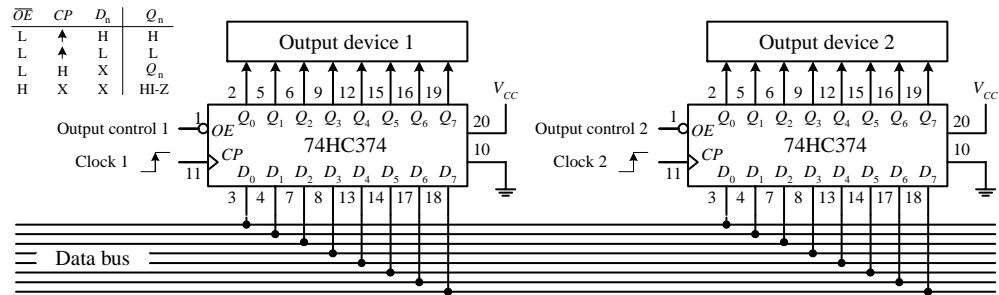 OE CP Dn Qn
L H H
L L L
L H X Qn
H X X HI-Z
Output device 1
2 5 6 9 12 15 16 19
Q0 Q1 Q2 Q3 Q4 Q5 Q6 Q7
VCC
20
Output control 1
1
OE
74HC374
10
Clock 1
11
CP
D0 D1 D2 D3 D4 D5 D6 D7
3 4 7 8 13 14 17 18
Output device 2
2 5 6 9 12 15 16 19
Q0 Q1 Q2 Q3 Q4 Q5 Q6 Q7
VCC
20
Output control 2
1
OE
74HC374
10
Clock 2
11
CP
D0 D1 D2 D3 D4 D5 D6 D7
3 4 7 8 13 14 17 18
Data bus